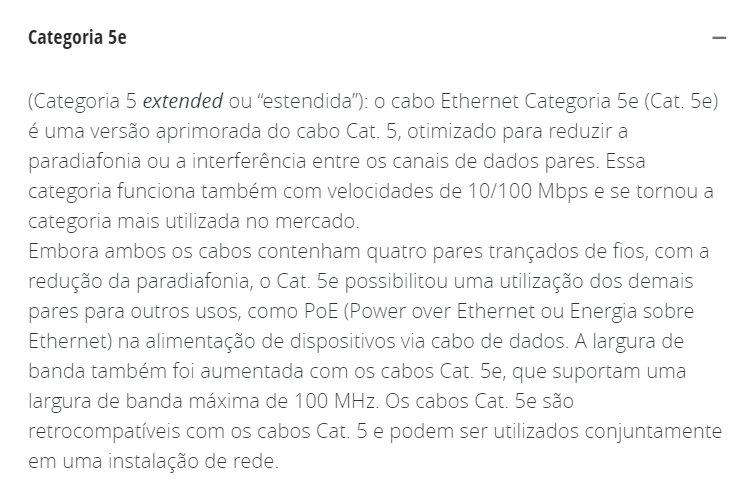 Categoria 5e
(Categoria 5 extended ou “estendida”): o cabo Ethernet Categoria 5e (Cat. 5e)
é uma versão aprimorada do cabo Cat. 5, otimizado para reduzir a
paradiafonia ou a interferência entre os canais de dados pares. Essa
categoria funciona também com velocidades de 10/100 Mbps e se tornou a
categoria mais utilizada no mercado.
Embora ambos os cabos contenham quatro pares trançados de fios, com a
redução da paradiafonia, o Cat. 5e possibilitou uma utilização dos demais
pares para outros usos, como PoE (Power over Ethernet ou Energia sobre
Ethernet) na alimentação de dispositivos via cabo de dados. A largura de
banda também foi aumentada com os cabos Cat. 5e, que suportam uma
largura de banda máxima de 100 MHz. Os cabos Cat. 5e são
retrocompatíveis com os cabos Cat. 5 e podem ser utilizados conjuntamente
em uma instalação de rede.